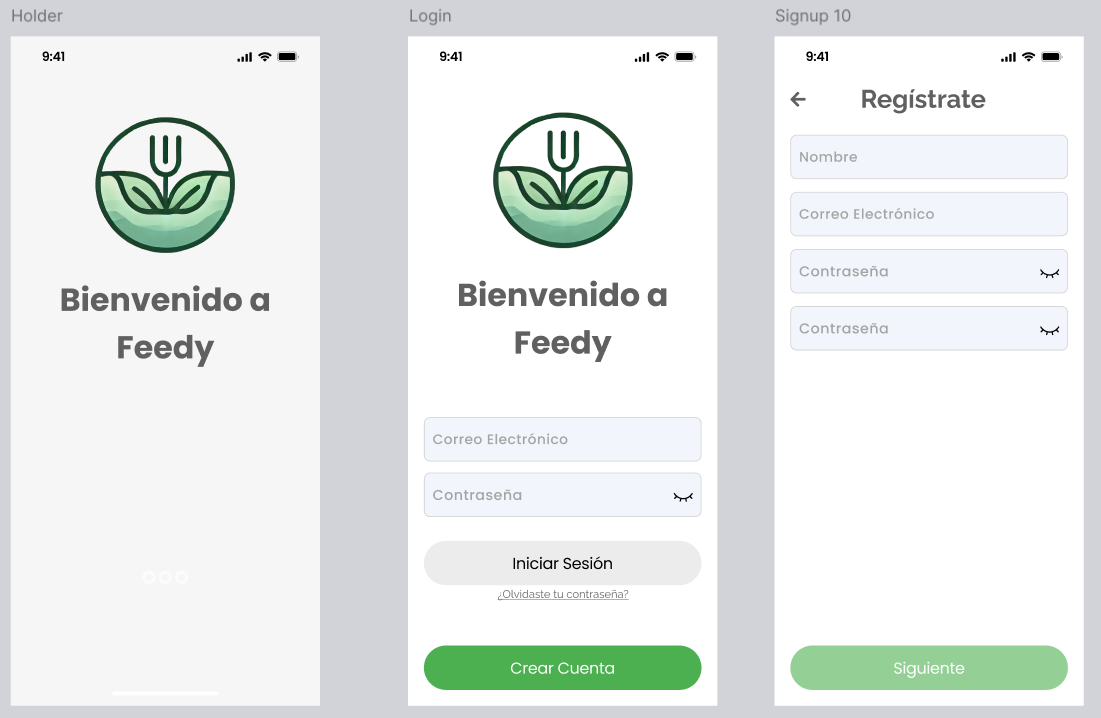 Holder
9:41
Bienvenido a
Feedy
Login
9:41
Bienvenido a
Feedy
Correo Electrónico
Contraseña
Iniciar Sesión
¿Olvidaste tu contraseña?
Crear Cuenta
Signup 10
9:41
Regístrate
Nombre
Correo Electrónico
Contraseña
Contraseña
Siguiente